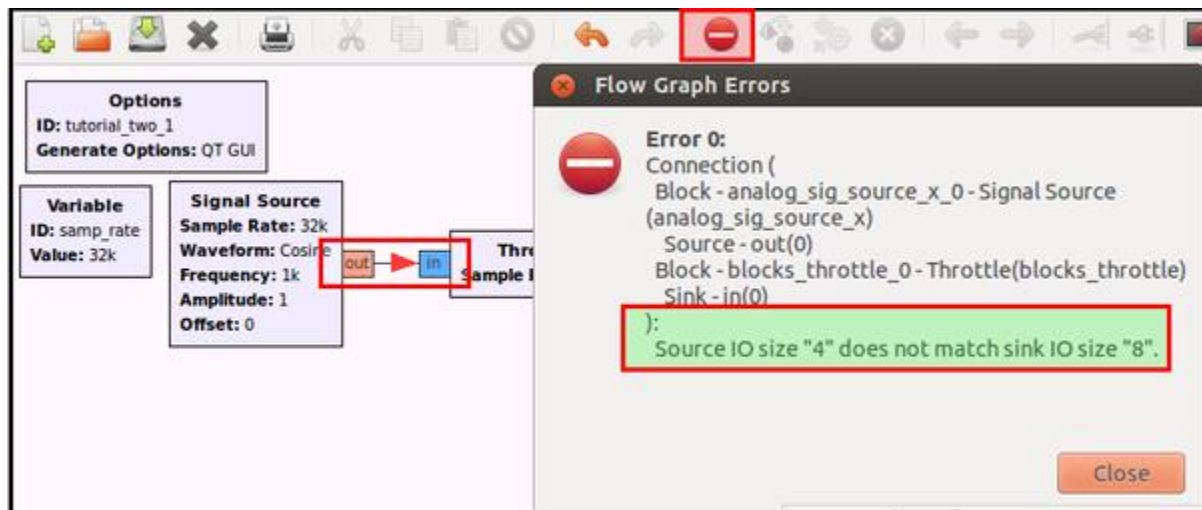 Options
ID: tutorial_two_1
Generate Options: QT GUI
Variable
ID: samp_rate
Value: 32k
Signal Source
Sample Rate: 32k
Waveform: Cosine
Frequency: 1k
Amplitude: 1
Offset: 0
out
in
Thre
Sample
Flow Graph Errors
Error 0:
Connection (
Block - analog_sig_source_x_0 - Signal Source
(analog_sig_source_x)
Source - out(0)
Block - blocks_throttle_0 - Throttle(blocks_throttle)
Sink - in(0)
):
Source IO size "4" does not match sink IO size "8".
Close